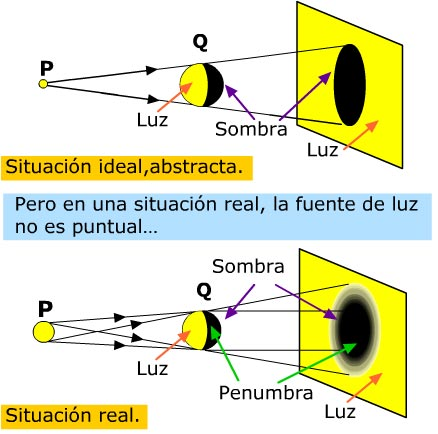 P
Q
Luz
Sombra
Luz
Situación ideal,abstracta.
Pero en una situación real, la fuente de luz
no es puntual...
Sombra
Q
P
Luz
Penumbra
Luz
Situación real.